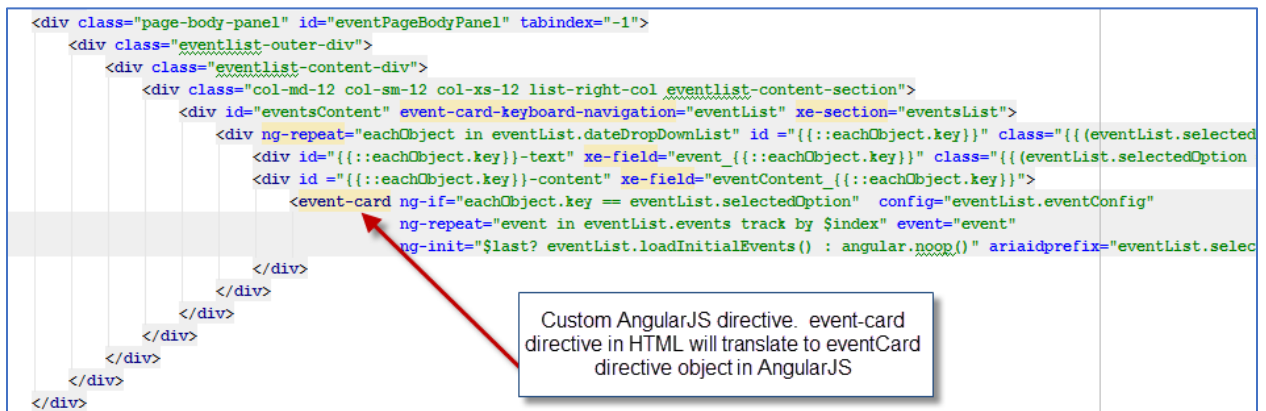 <div class="page-body-panel" id="eventPageBodyPanel" tabindex="-1">
<div class="eventlist-outer-div">
<div class="eventlist-content-div">
<div class="col-md-12 col-sm-12 col-xs-12 list-right-col eventlist-content-section">
<div id="eventsContent" event-card-keyboard-navigation="eventList" xe-section="eventsList">
<div ng-repeat="eachObject in eventList.dateDropDownList" id ="{{::eachObject.key}}" class="{{(eventList.selected
<div id="{{::eachObject.key}}-text" xe-field="event_{{::eachObject.key}}" class="{{(eventList.selectedOption
<div id ="{{::eachObject.key}}-content" xe-field="eventContent_{{::eachObject.key}}">
<event-card ng-if="eachObject.key == eventList.selectedOption"  config="eventList.eventConfig"
ng-repeat="event in eventList.events track by $index" event="event"
ng-init="$last? eventList.loadInitialEvents() : angular.noop()" ariaidprefix="eventList.selec
</div>
</div>
</div>
</div>
</div>
</div>
</div>
Custom AngularJS directive.  event-card
directive in HTML will translate to eventCard
directive object in AngularJS